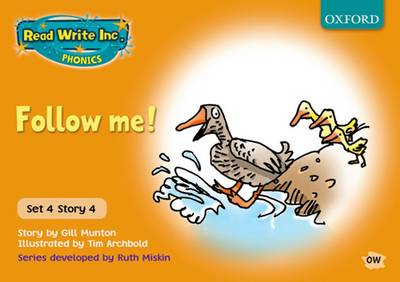 Read Write Inc.
PHONICS
OXFORD
Follow me!
Set 4 Story 4
Story by Gill Munton
Illustrated by Tim Archbold
Series developed by Ruth Miskin
ow